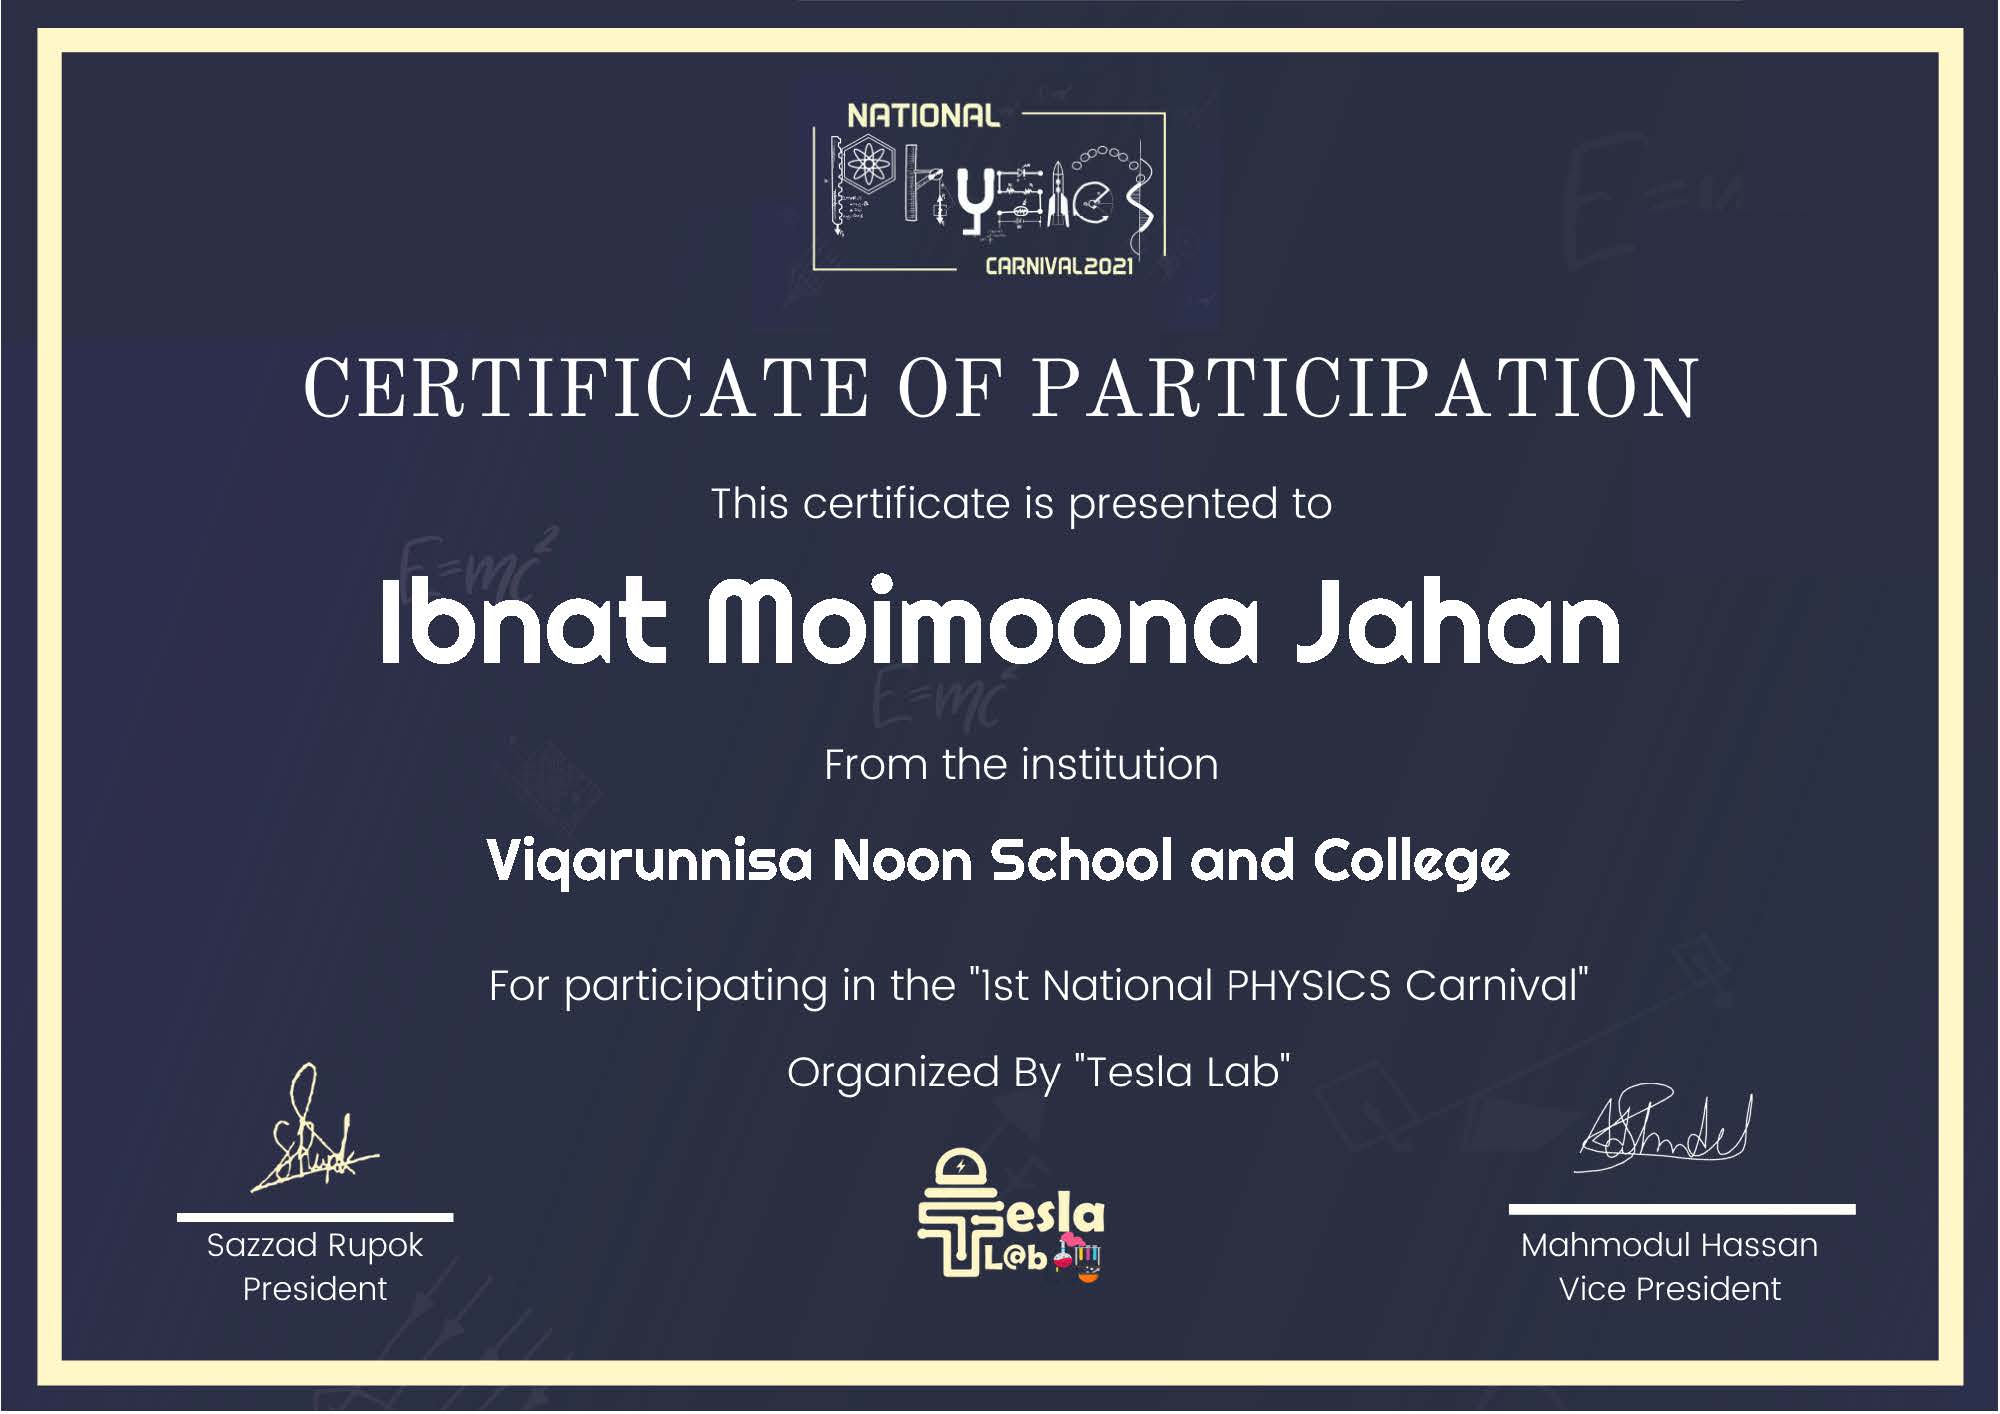 NATIONAL
Physics
CARNIVAL2021
CERTIFICATE OF PARTICIPATION
This certificate is presented to
E=mc²
Ibnat Moimoona Jahan
E=mc²
From the institution
Viqarunnisa Noon School and College
For participating in the "1st National PHYSICS Carnival"
Organized By "Tesla Lab"
Tesla
L@b
Sazzad Rupok
President
Mahmodul Hassan
Vice President